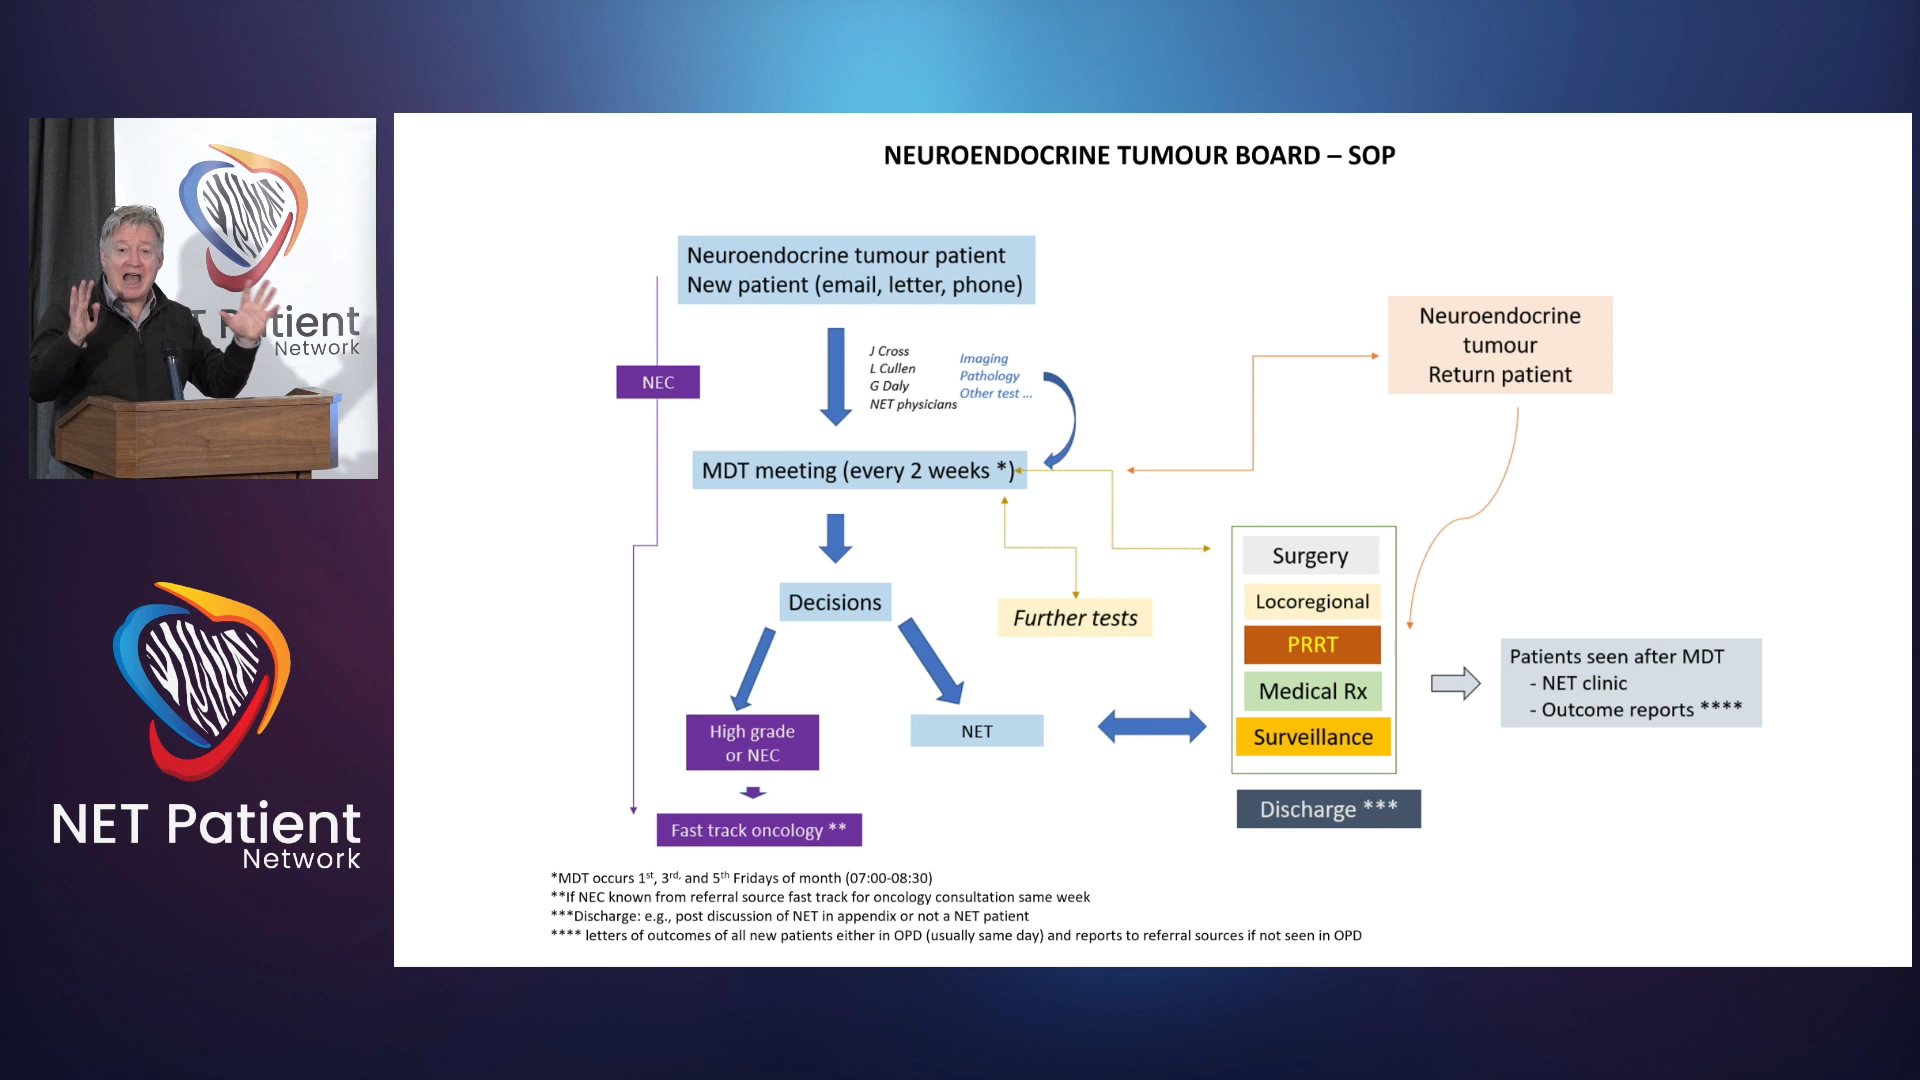 NEUROENDOCRINE TUMOUR BOARD – SOP
Neuroendocrine tumour patient
New patient (email, letter, phone)
NEC
J Cross
L Cullen
G Daly
NET physicians
Imaging
Pathology
Other test ...
Neuroendocrine
tumour
Return patient
MDT meeting (every 2 weeks *)
Decisions
Further tests
High grade
or NEC
NET
Fast track oncology **
Surgery
Locoregional
PRRT
Medical Rx
Surveillance
Discharge ***
Patients seen after MDT
- NET clinic
- Outcome reports ****
*MDT occurs 1st, 3rd, and 5th Fridays of month (07:00-08:30)
**If NEC known from referral source fast track for oncology consultation same week
***Discharge: e.g., post discussion of NET in appendix or not a NET patient
**** letters of outcomes of all new patients either in OPD (usually same day) and reports to referral sources if not seen in OPD
tient
Network
NET Patient
Network